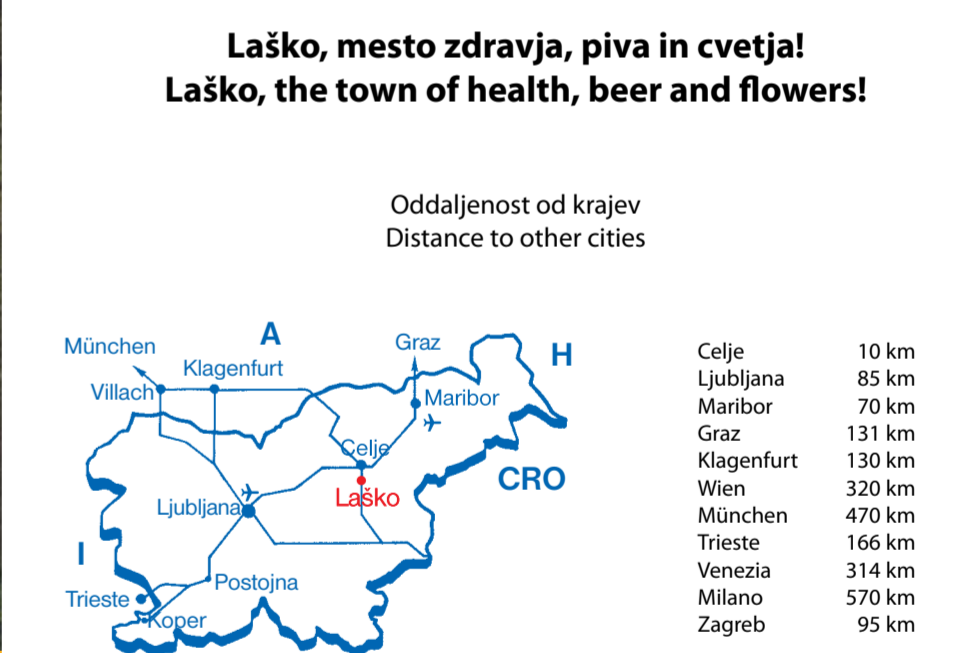 Laško, mesto zdravja, piva in cvetja!
Laško, the town of health, beer and flowers!
Oddaljenost od krajev
Distance to other cities
München
A
Graz
H
Klagenfurt
Villach
Maribor
Celje
CRO
Laško
Ljubljana
I
Postojna
Trieste
Koper
Celje 10 km
Ljubljana 85 km
Maribor 70 km
Graz 131 km
Klagenfurt 130 km
Wien 320 km
München 470 km
Trieste 166 km
Venezia 314 km
Milano 570 km
Zagreb 95 km